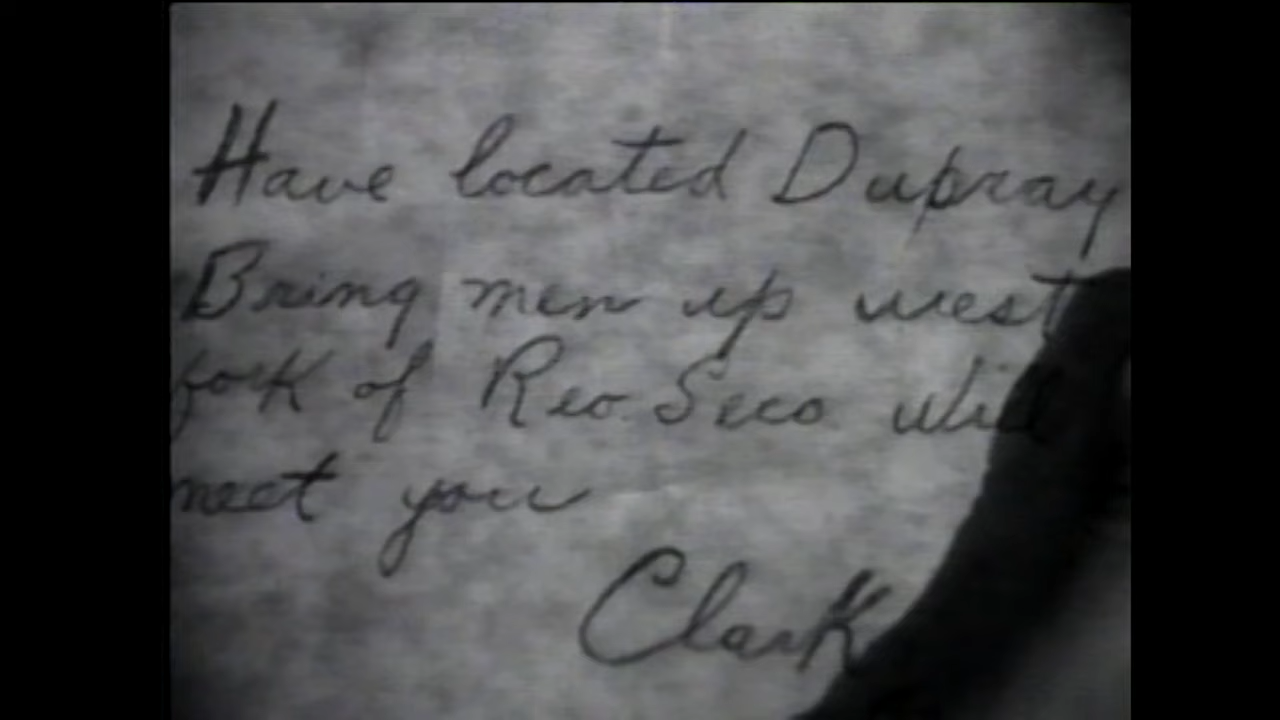 Have located Dupray
Bring men up west
fork of Reo Seco will
meet you
Clark